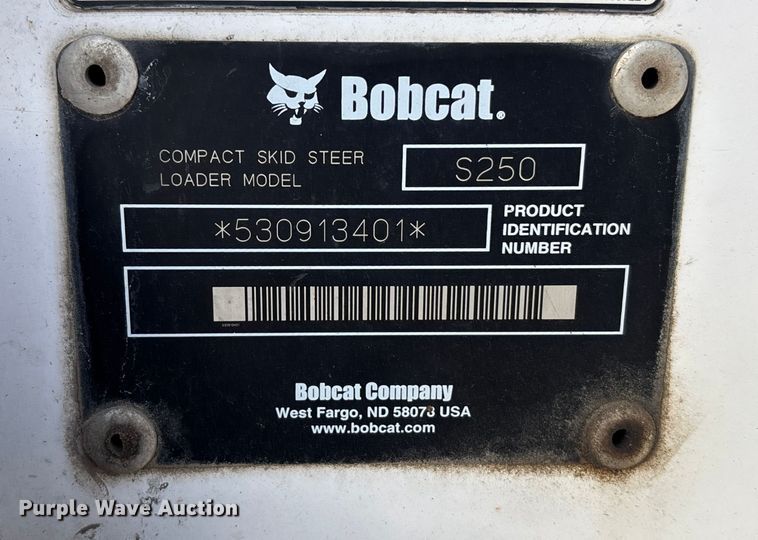 Bobcat®
COMPACT SKID STEER
LOADER MODEL
S250
*530913401*
PRODUCT
IDENTIFICATION
NUMBER
Bobcat Company
West Fargo, ND 58078 USA
www.bobcat.com
Purple Wave Auction